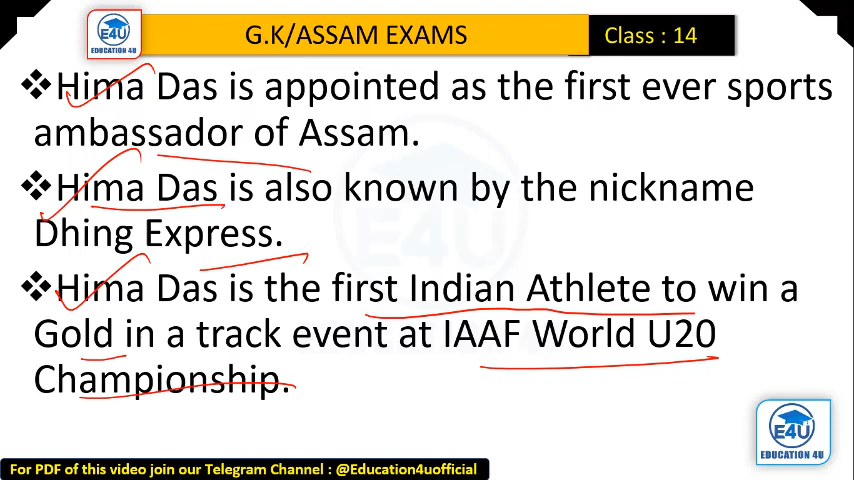 E4U
EDUCATION 4U
G.K/ASSAM EXAMS
Class : 14
❖Hima Das is appointed as the first ever sports
ambassador of Assam.
❖Hima Das is also known by the nickname
Dhing Express.
❖Hima Das is the first Indian Athlete to win a
Gold in a track event at IAAF World U20
Championship.
E4U
E4U
EDUCATION 4U
For PDF of this video join our Telegram Channel : @Education4uofficial